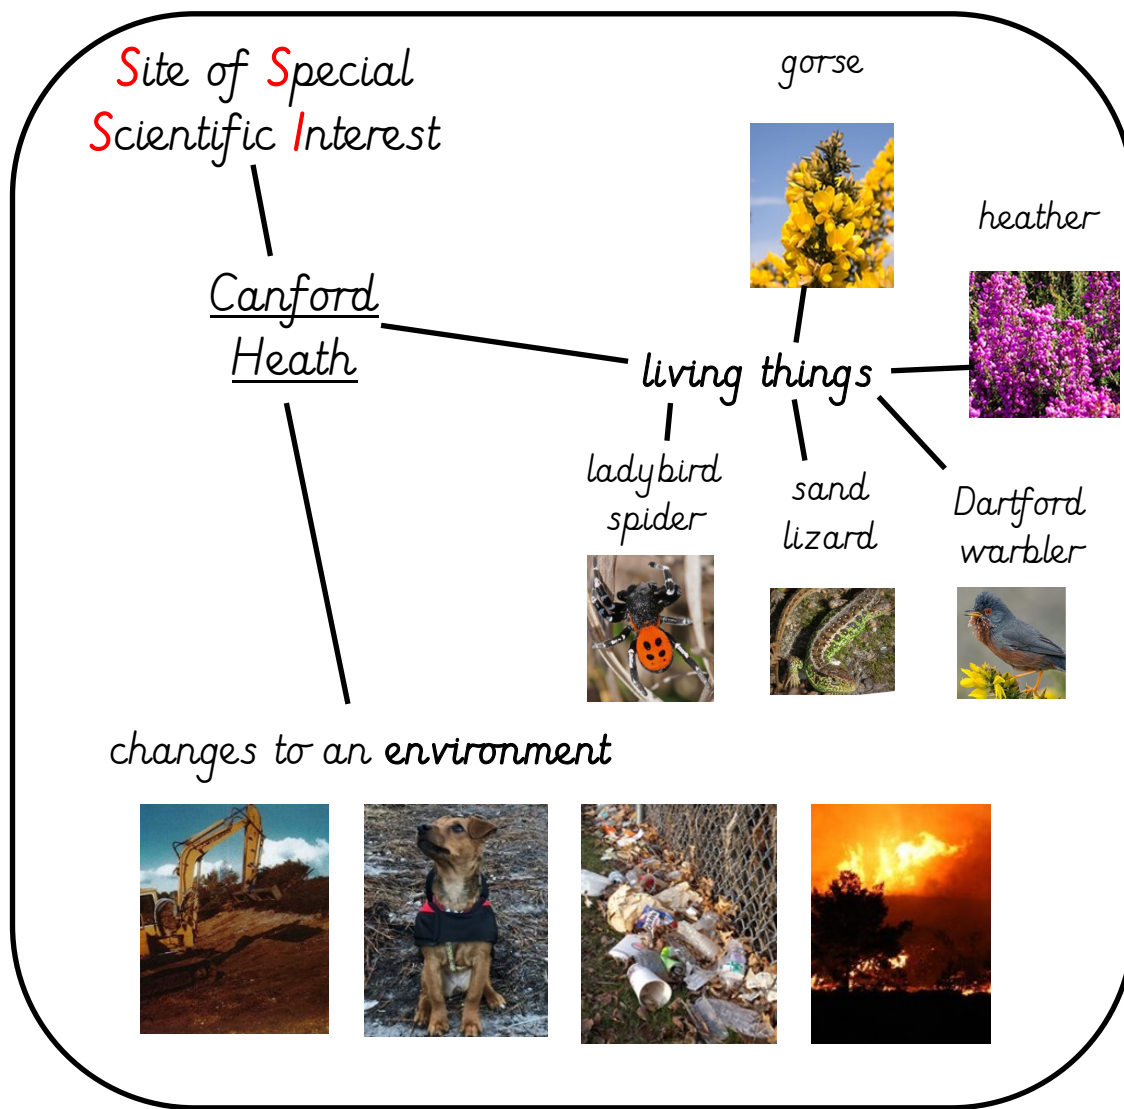 Site of Special
Scientific Interest
gorse
heather
Canford
Heath
living things
ladybird
spider
sand
lizard
Dartford
warbler
changes to an environment